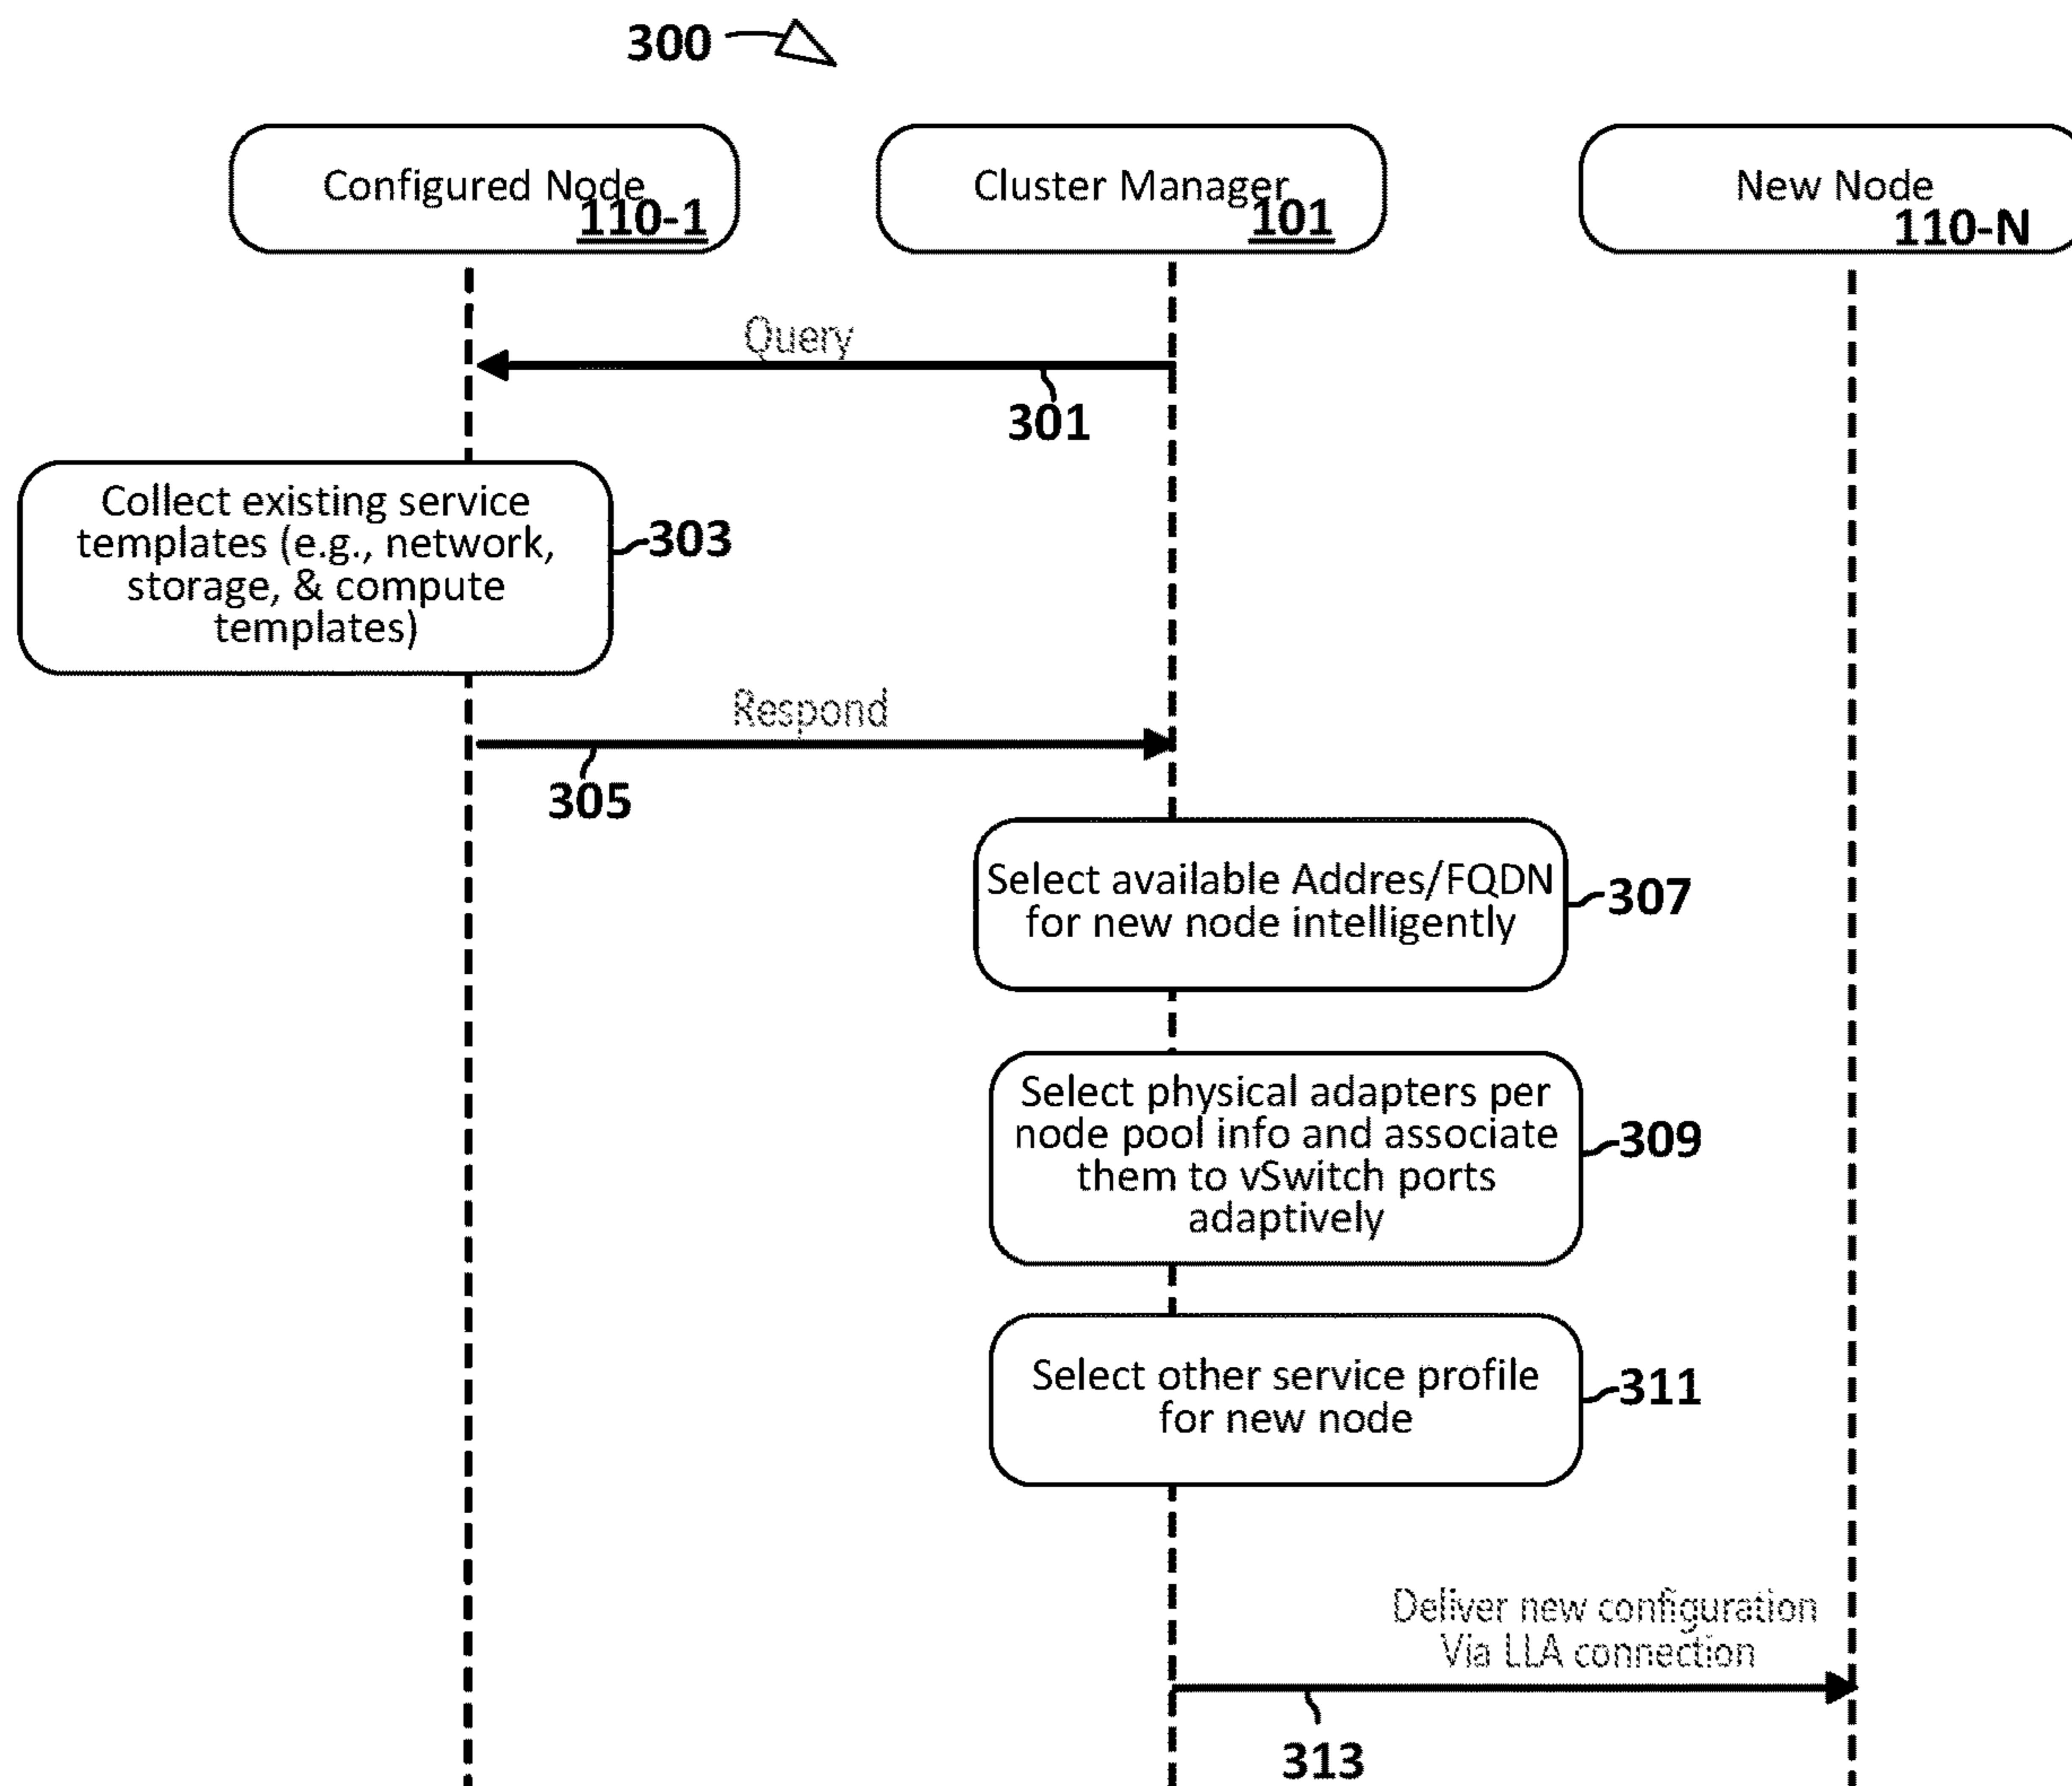 300
Configured Node
110-1
Cluster Manager
101
New Node
110-N
Query
301
Collect existing service
templates (e.g., network,
storage, & compute
templates)
303
Respond
305
Select available Addres/FQDN
for new node intelligently
307
Select physical adapters per
node pool info and associate
them to vSwitch ports
adaptively
309
Select other service profile
for new node
311
Deliver new configuration
Via LLA connection
313